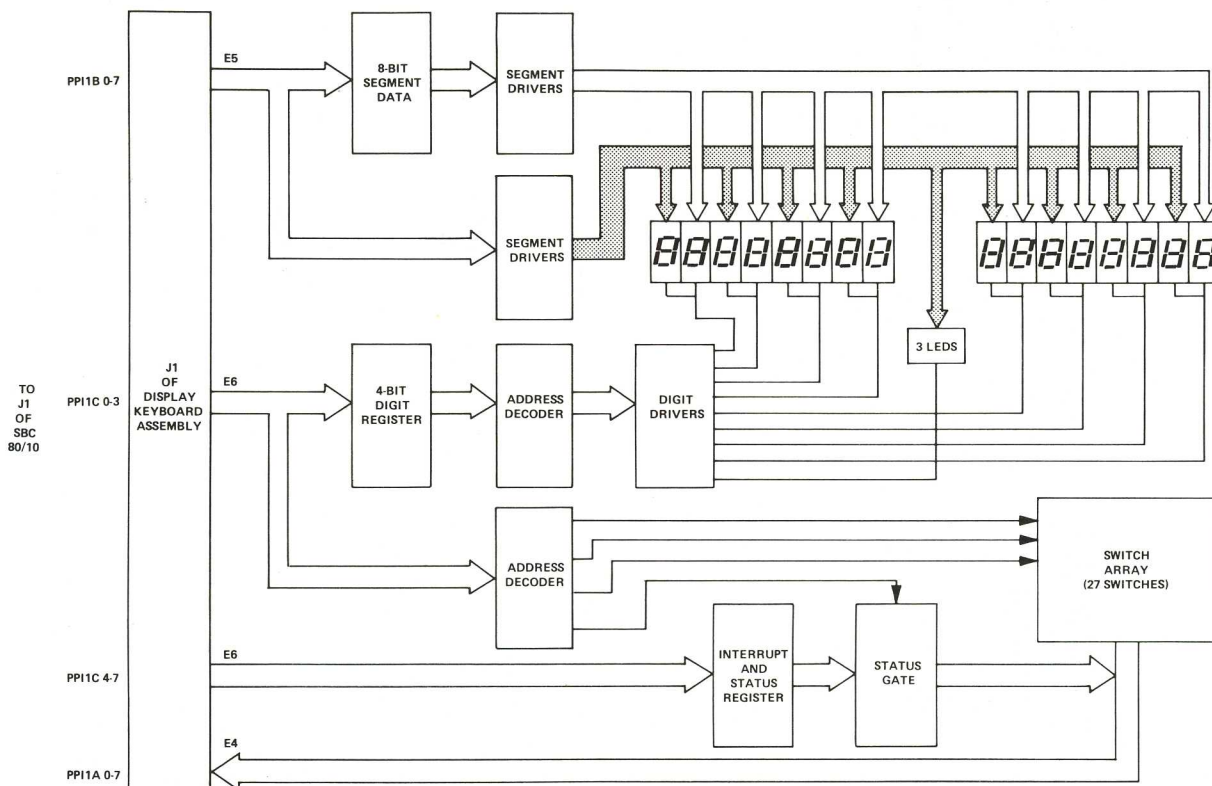 PPI1B 0-7
E5
8-BIT
SEGMENT
DATA
SEGMENT
DRIVERS
SEGMENT
DRIVERS
3 LEDS
TO
J1
OF
SBC
80/10
PPI1C 0-3
J1
OF
DISPLAY
KEYBOARD
ASSEMBLY
E6
4-BIT
DIGIT
REGISTER
ADDRESS
DECODER
DIGIT
DRIVERS
ADDRESS
DECODER
SWITCH
ARRAY
(27 SWITCHES)
PPI1C 4-7
E6
INTERRUPT
AND
STATUS
REGISTER
STATUS
GATE
E4
PPI1A 0-7